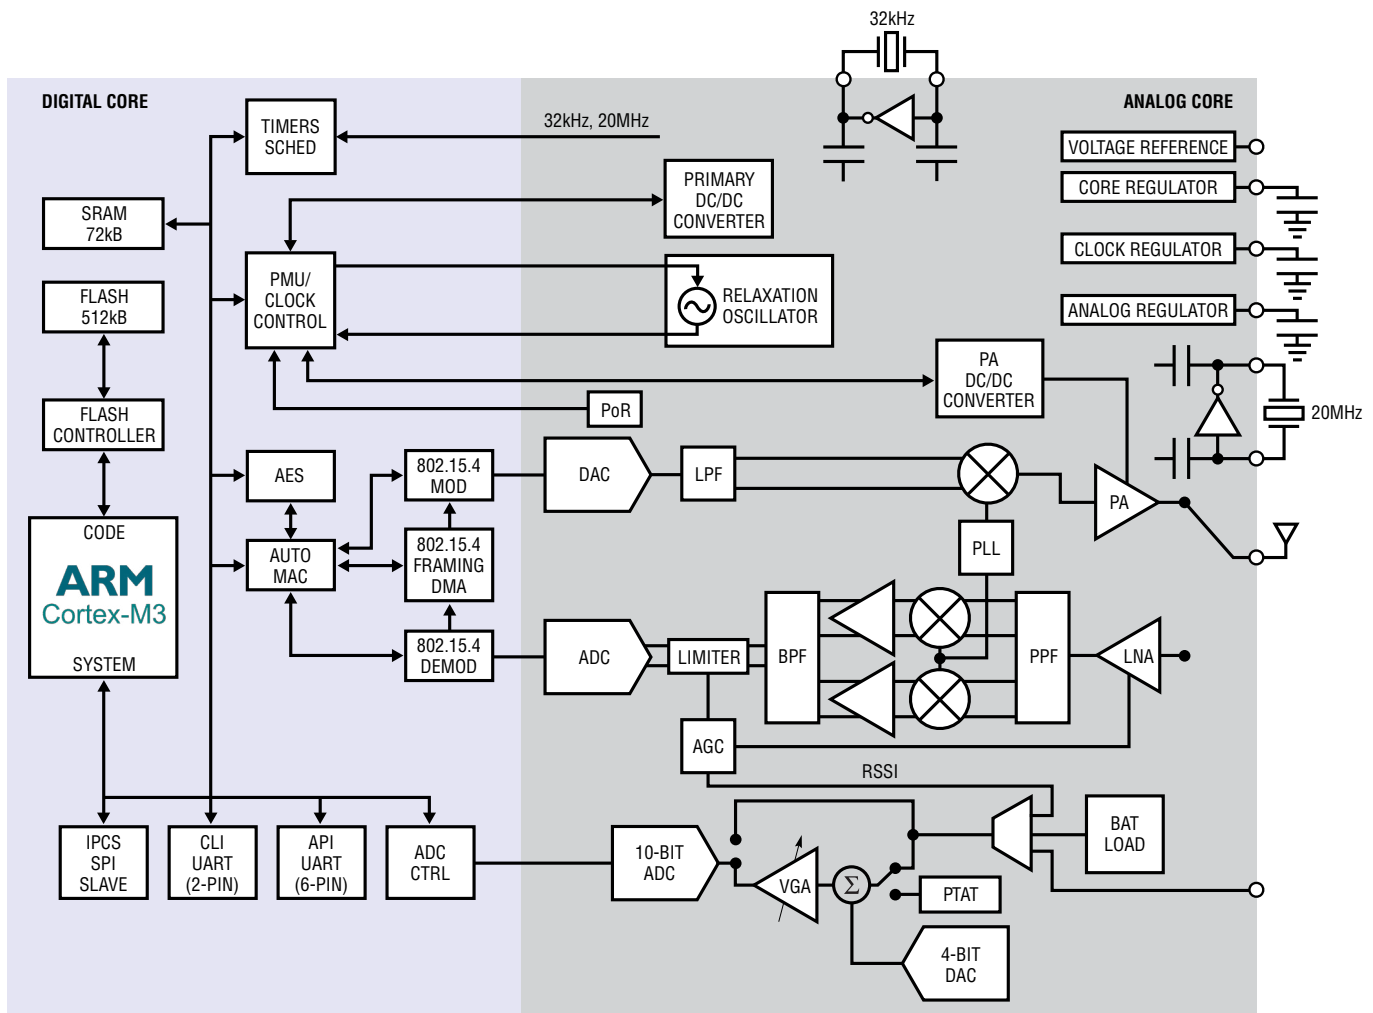 32kHz
DIGITAL CORE
ANALOG CORE
TIMERS
SCHED
32kHz, 20MHz
VOLTAGE REFERENCE
PRIMARY
DC/DC
CONVERTER
CORE REGULATOR
SRAM
72kB
CLOCK REGULATOR
PMU/
CLOCK
CONTROL
RELAXATION
OSCILLATOR
FLASH
512kB
ANALOG REGULATOR
PA
DC/DC
CONVERTER
PoR
20MHz
FLASH
CONTROLLER
AES
802.15.4
MOD
DAC
LPF
PA
CODE
ARM
Cortex-M3
SYSTEM
AUTO
MAC
802.15.4
FRAMING
DMA
PLL
802.15.4
DEMOD
ADC
LIMITER
BPF
PPF
LNA
AGC
RSSI
IPCS
SPI
SLAVE
CLI
UART
(2-PIN)
API
UART
(6-PIN)
ADC
CTRL
10-BIT
ADC
VGA
Σ
BAT
LOAD
PTAT
4-BIT
DAC